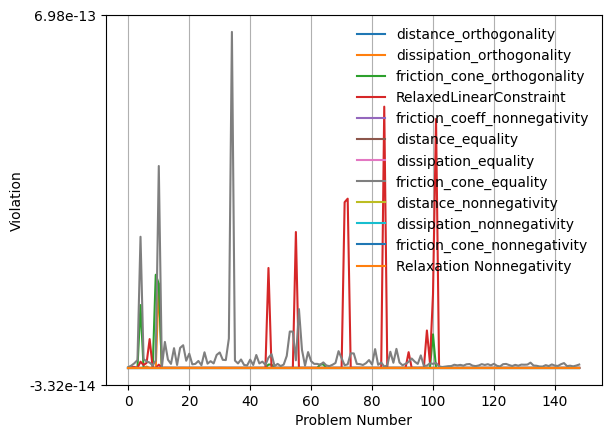 6.98e-13
distance_orthogonality
dissipation_orthogonality
friction_cone_orthogonality
RelaxedLinearConstraint
friction_coeff_nonnegativity
distance_equality
dissipation_equality
friction_cone_equality
distance_nonnegativity
dissipation_nonnegativity
friction_cone_nonnegativity
Relaxation Nonnegativity
Violation
-3.32e-14
0 20 40 60 80 100 120 140
Problem Number